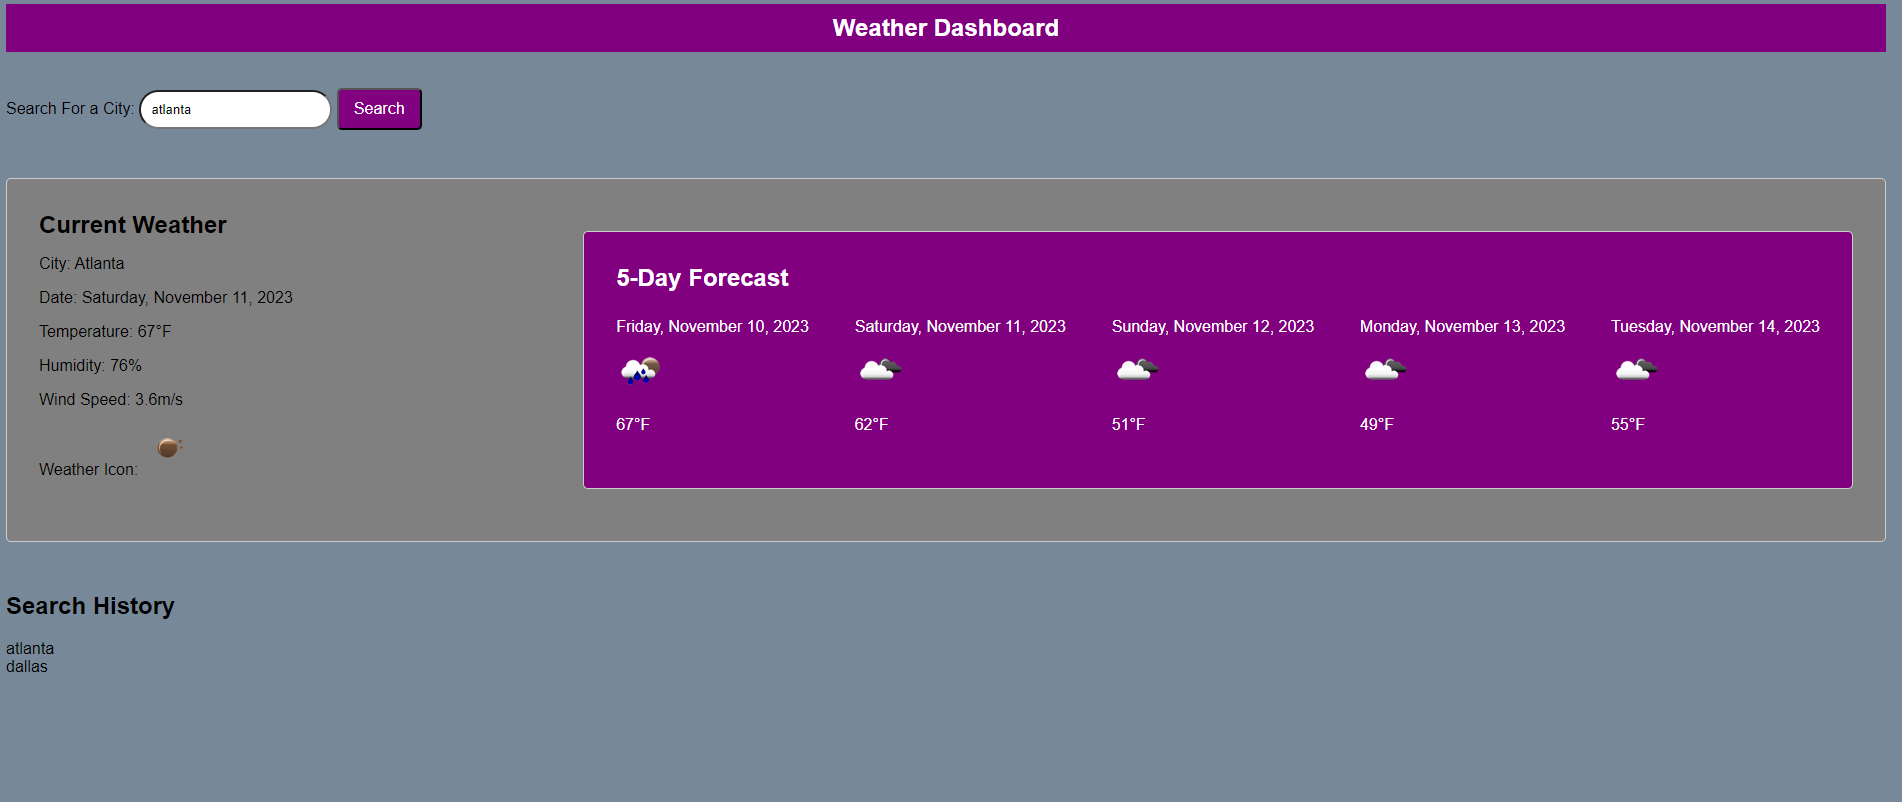 Weather Dashboard
Search For a City: atlanta Search
Current Weather
City: Atlanta
Date: Saturday, November 11, 2023
Temperature: 67°F
Humidity: 76%
Wind Speed: 3.6m/s
Weather Icon:
5-Day Forecast
Friday, November 10, 2023
67°F
Saturday, November 11, 2023
62°F
Sunday, November 12, 2023
51°F
Monday, November 13, 2023
49°F
Tuesday, November 14, 2023
55°F
Search History
atlanta
dallas